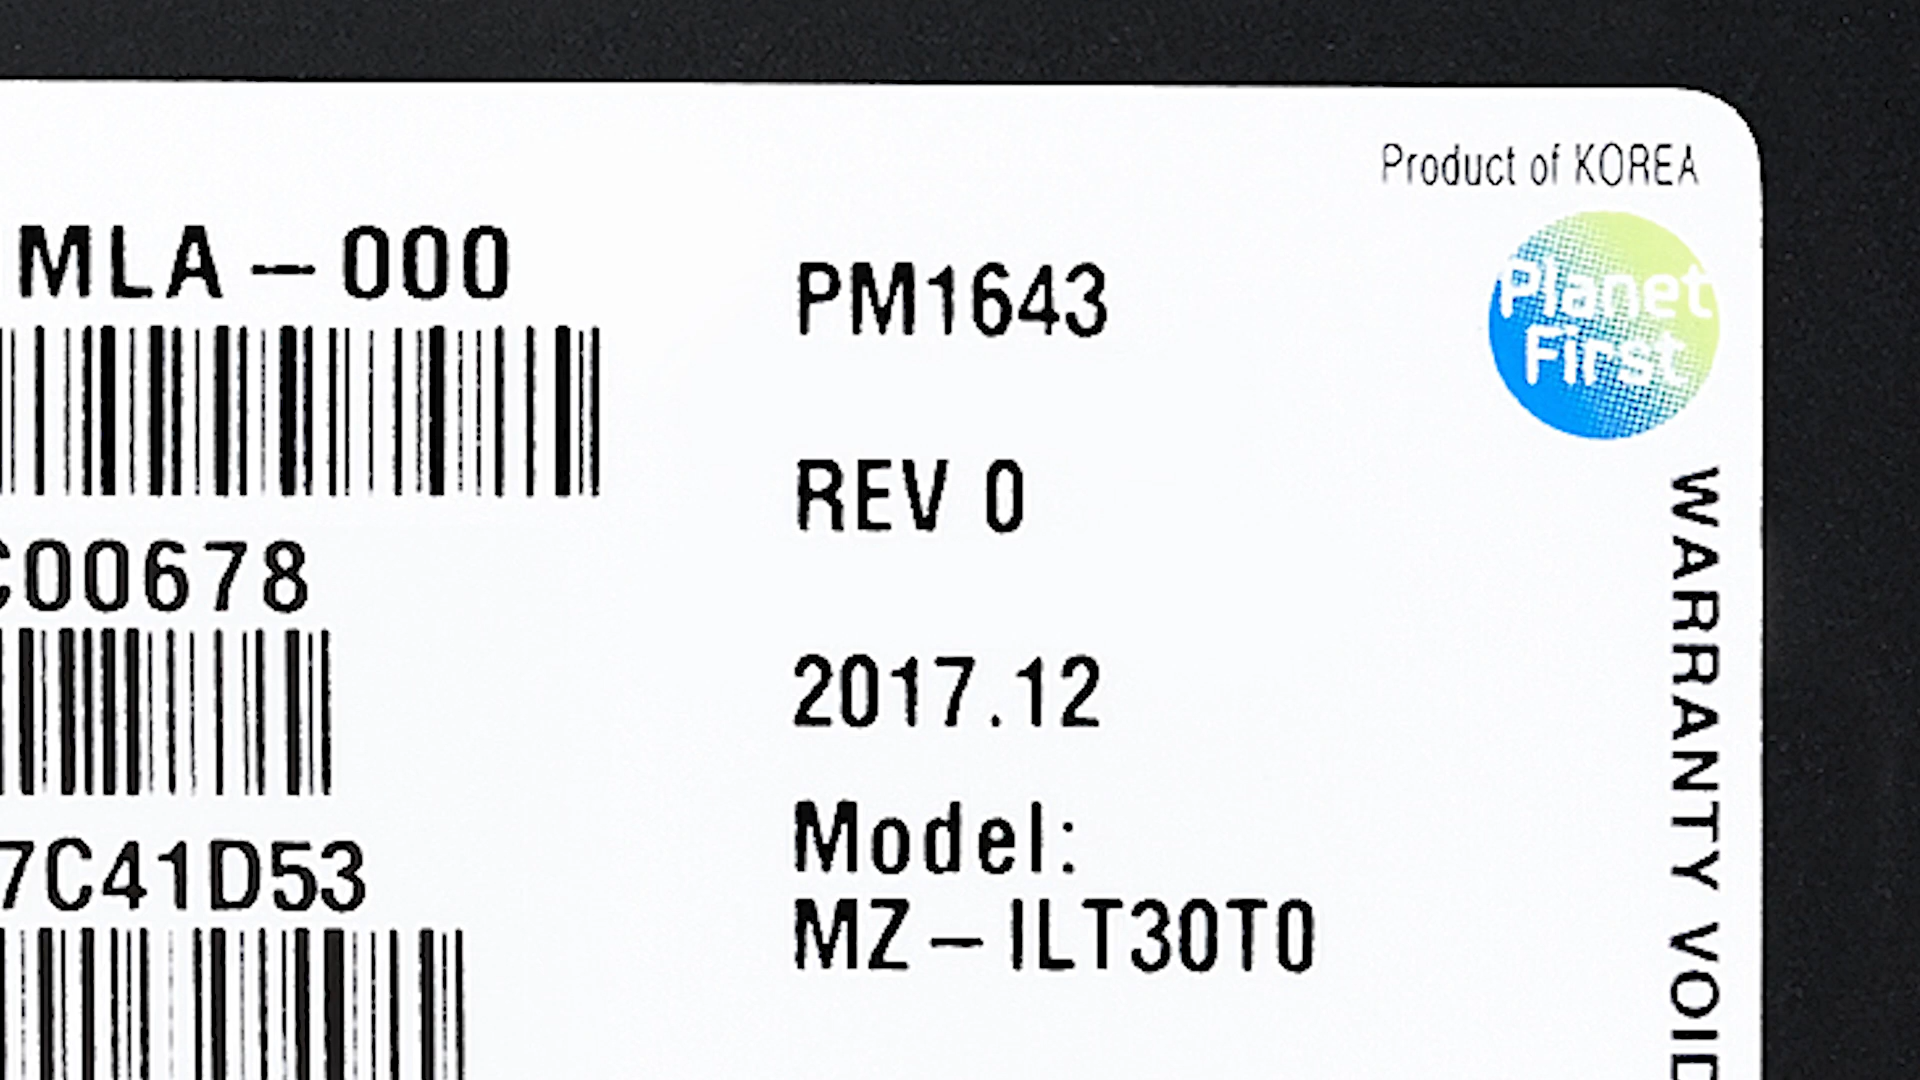 Product of KOREA
MLA – 000
PM1643
Planet
First
REV 0
C00678
2017.12
Model:
7C41D53
MZ – ILT30T0
WARRANTY VOID